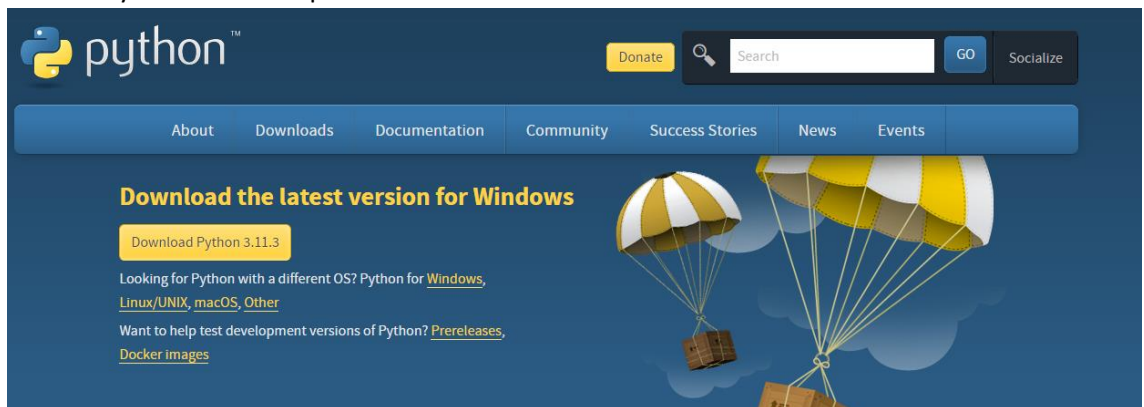 python™
Donate
Search
GO
Socialize
About Downloads Documentation Community Success Stories News Events
Download the latest version for Windows
Download Python 3.11.3
Looking for Python with a different OS? Python for Windows,
Linux/UNIX, macOS, Other
Want to help test development versions of Python? Prereleases,
Docker images